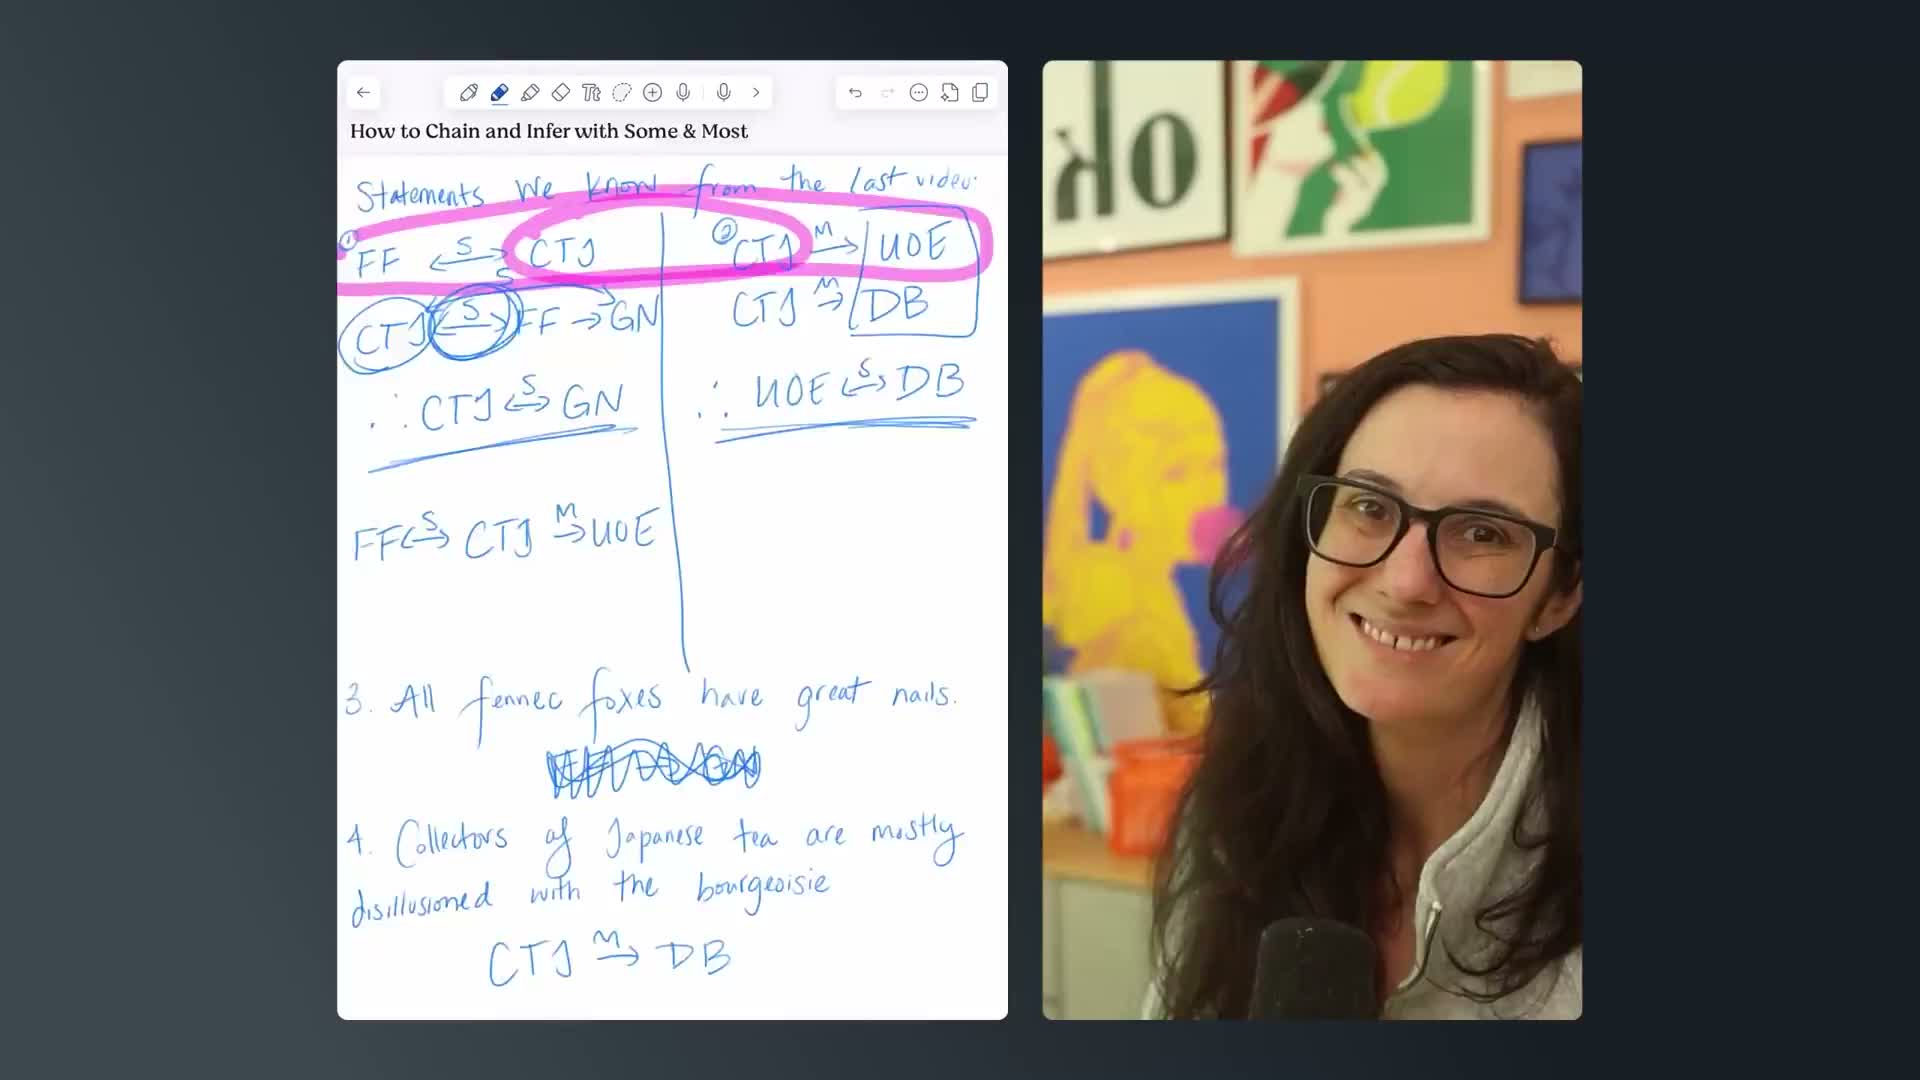 How to Chain and Infer with Some & Most
Statements We know from the last video:
① FF ⟷S CTJ
② CTJ →M UOE
CTJ ⟷S FF → GN
CTJ →M DB
∴ CTJ ⟷S GN
∴ UOE ⟷S DB
FF ⟷S CTJ →M UOE
3. All fennec foxes have great nails.
4. Collectors of Japanese tea are mostly
disillusioned with the bourgeoisie
CTJ →M DB
OK